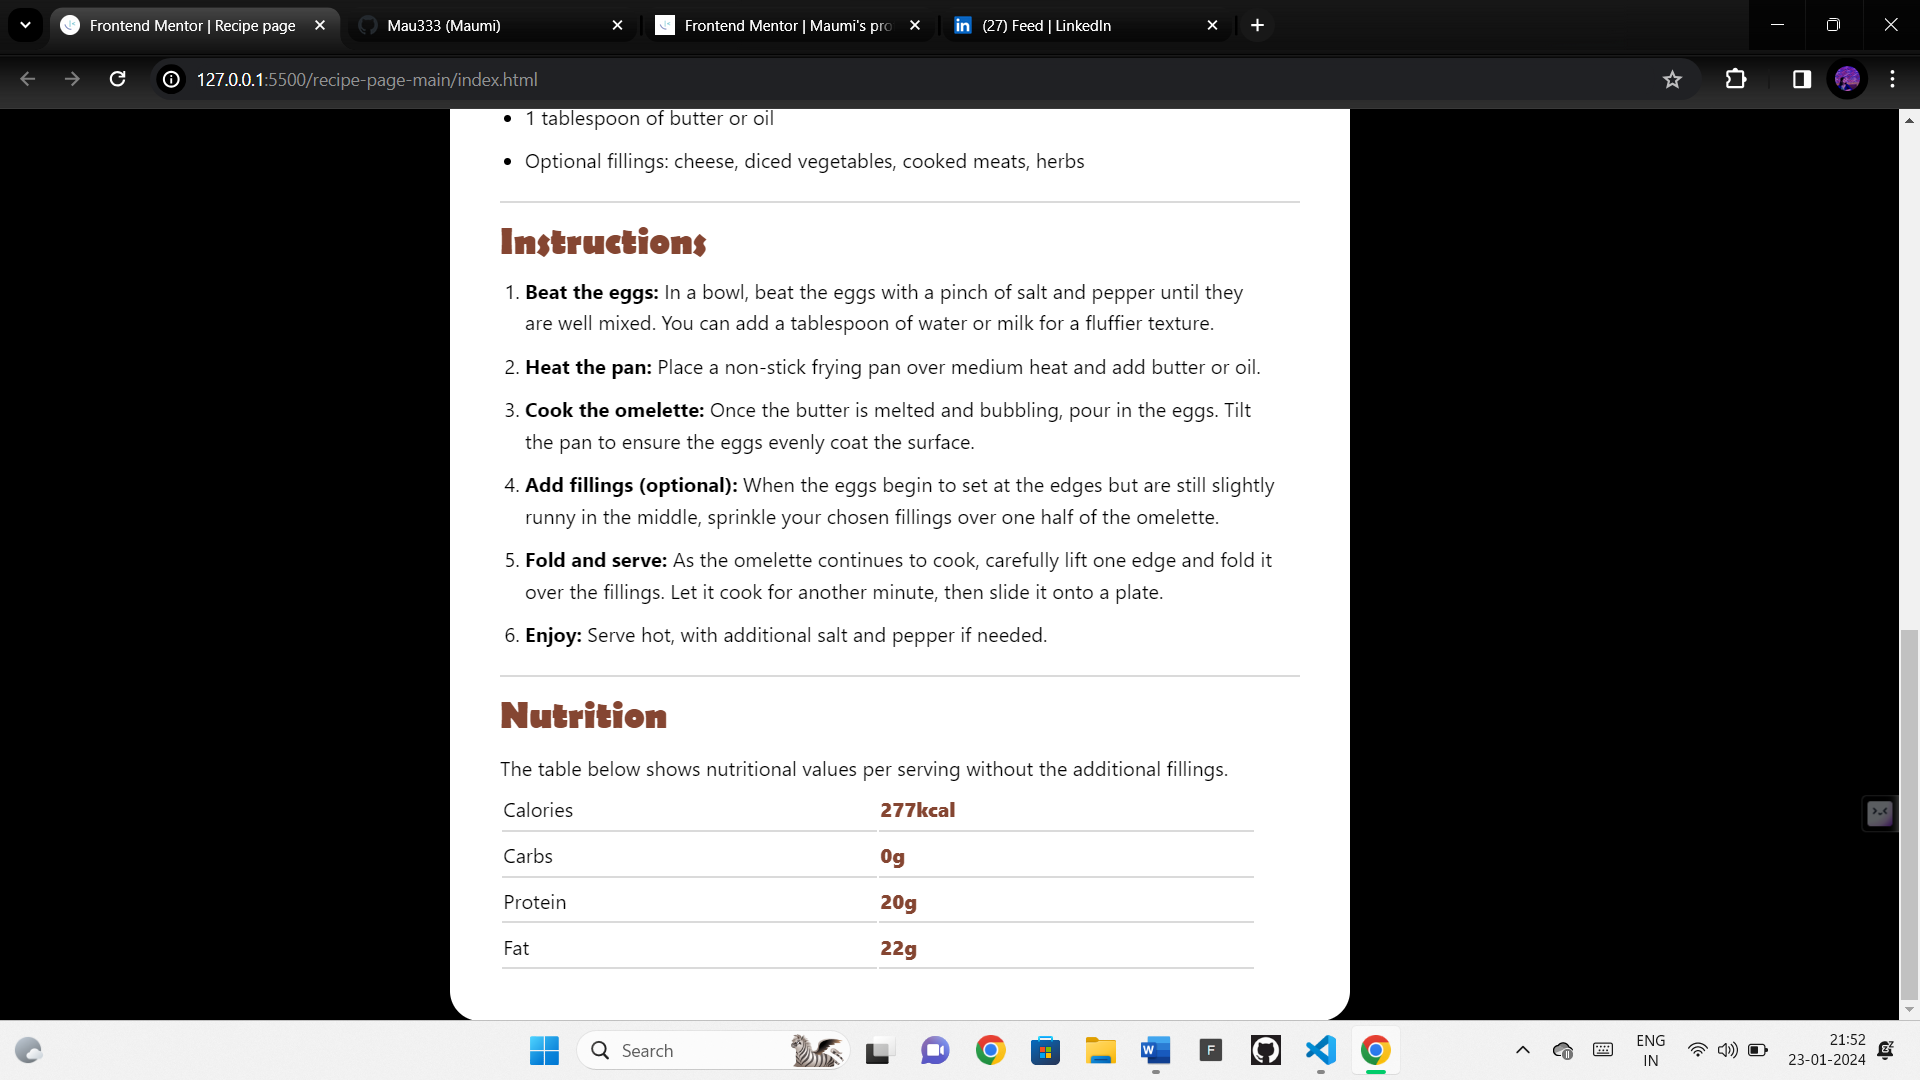 Frontend Mentor | Recipe page
Mau333 (Maumi)
Frontend Mentor | Maumi's pro
(27) Feed | LinkedIn
127.0.0.1:5500/recipe-page-main/index.html
• 1 tablespoon of butter or oil
• Optional fillings: cheese, diced vegetables, cooked meats, herbs
Instructions
1. Beat the eggs: In a bowl, beat the eggs with a pinch of salt and pepper until they
are well mixed. You can add a tablespoon of water or milk for a fluffier texture.
2. Heat the pan: Place a non-stick frying pan over medium heat and add butter or oil.
3. Cook the omelette: Once the butter is melted and bubbling, pour in the eggs. Tilt
the pan to ensure the eggs evenly coat the surface.
4. Add fillings (optional): When the eggs begin to set at the edges but are still slightly
runny in the middle, sprinkle your chosen fillings over one half of the omelette.
5. Fold and serve: As the omelette continues to cook, carefully lift one edge and fold it
over the fillings. Let it cook for another minute, then slide it onto a plate.
6. Enjoy: Serve hot, with additional salt and pepper if needed.
Nutrition
The table below shows nutritional values per serving without the additional fillings.
Calories 277kcal
Carbs 0g
Protein 20g
Fat 22g
Search
ENG
IN
21:52
23-01-2024